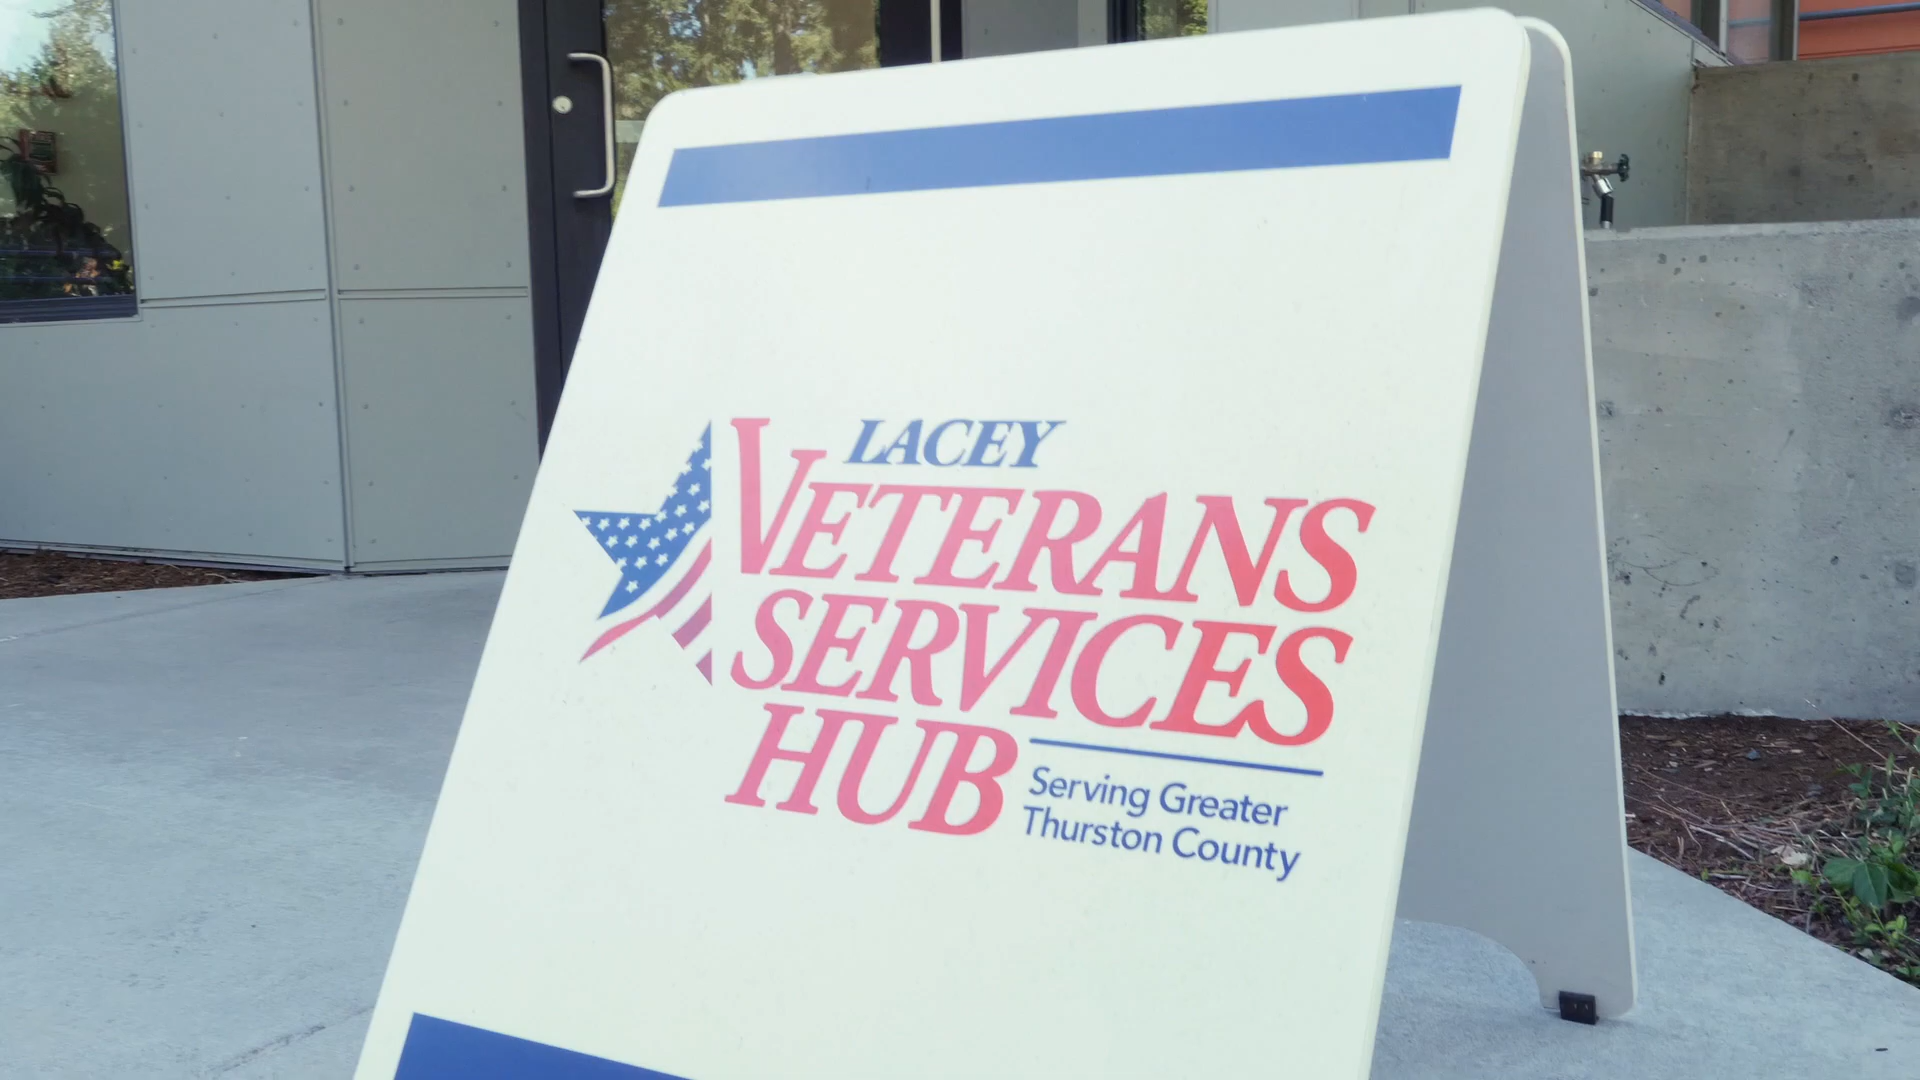 LACEY
VETERANS
SERVICES
HUB
Serving Greater
Thurston County